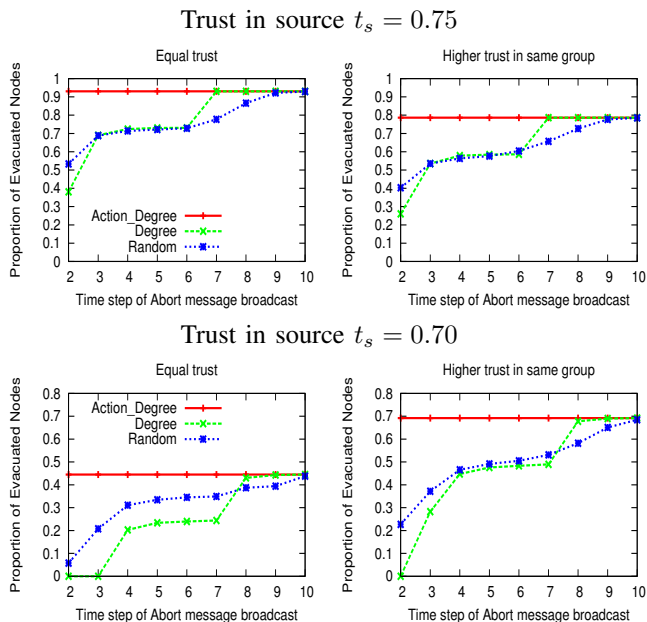 Trust in source t_s = 0.75
Equal trust
Proportion of Evacuated Nodes
1
0.9
0.8
0.7
0.6
0.5
0.4
0.3
0.2
0.1
0
Action_Degree
Degree
Random
2 3 4 5 6 7 8 9 10
Time step of Abort message broadcast
Higher trust in same group
Proportion of Evacuated Nodes
1
0.9
0.8
0.7
0.6
0.5
0.4
0.3
0.2
0.1
0
2 3 4 5 6 7 8 9 10
Time step of Abort message broadcast
Trust in source t_s = 0.70
Equal trust
Proportion of Evacuated Nodes
0.8
0.7
0.6
0.5
0.4
0.3
0.2
0.1
0
Action_Degree
Degree
Random
2 3 4 5 6 7 8 9 10
Time step of Abort message broadcast
Higher trust in same group
Proportion of Evacuated Nodes
0.8
0.7
0.6
0.5
0.4
0.3
0.2
0.1
0
2 3 4 5 6 7 8 9 10
Time step of Abort message broadcast